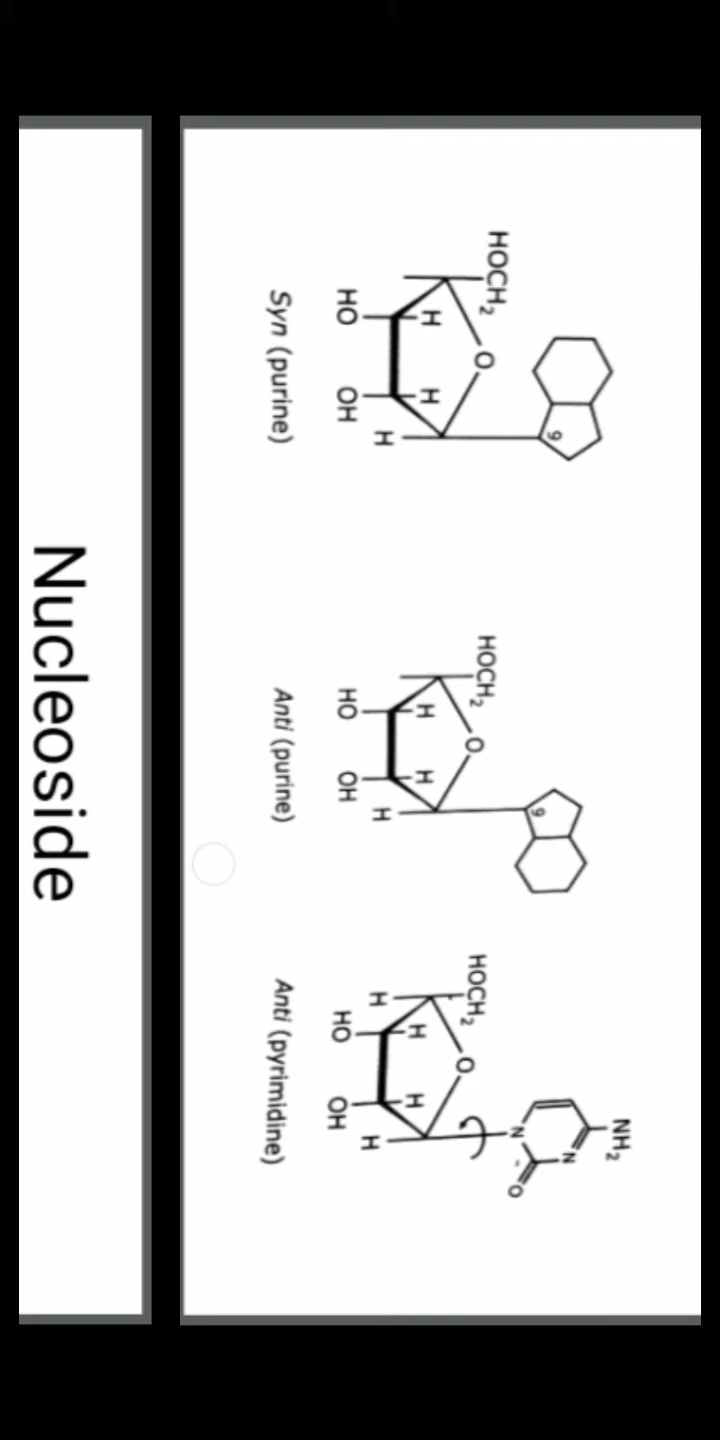 HOCH2
O
9
H
H
HO
OH
H
Syn (purine)
HOCH2
O
9
H
H
HO
OH
H
Anti (purine)
NH2
N
N
O
HOCH2
O
H
H
H
HO
OH
H
Anti (pyrimidine)
Nucleoside